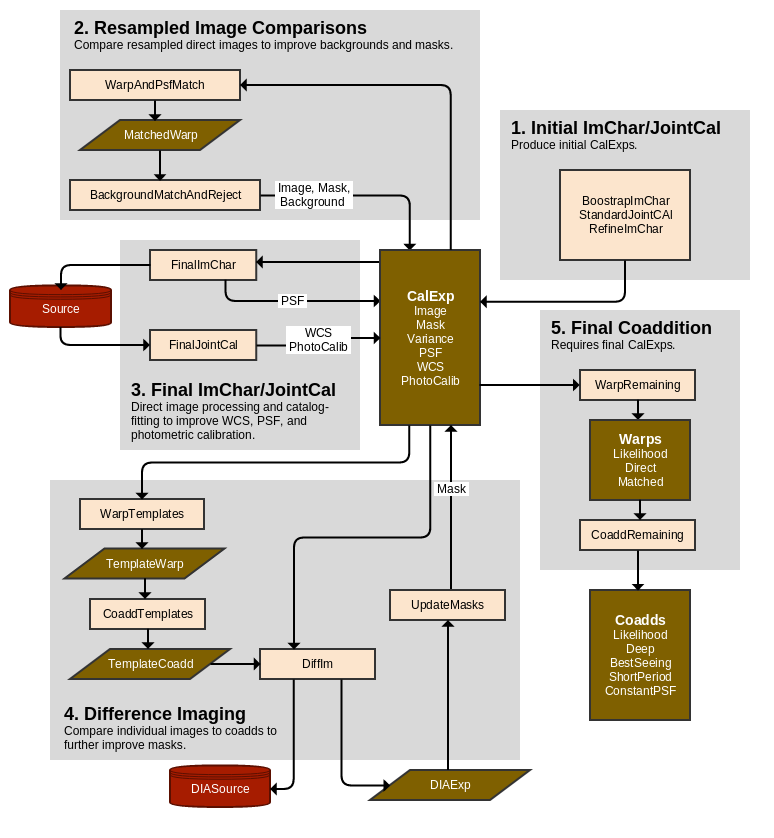 2. Resampled Image Comparisons
Compare resampled direct images to improve backgrounds and masks.
WarpAndPsfMatch
MatchedWarp
BackgroundMatchAndReject
Image, Mask,
Background
1. Initial ImChar/JointCal
Produce initial CalExps.
BoostrapImChar
StandardJointCAl
RefineImChar
FinalImChar
Source
PSF
FinalJointCal
WCS
PhotoCalib
3. Final ImChar/JointCal
Direct image processing and catalog-
fitting to improve WCS, PSF, and
photometric calibration.
CalExp
Image
Mask
Variance
PSF
WCS
PhotoCalib
5. Final Coaddition
Requires final CalExps.
WarpRemaining
Warps
Likelihood
Direct
Matched
CoaddRemaining
Coadds
Likelihood
Deep
BestSeeing
ShortPeriod
ConstantPSF
Mask
WarpTemplates
TemplateWarp
CoaddTemplates
TemplateCoadd
DiffIm
UpdateMasks
4. Difference Imaging
Compare individual images to coadds to
further improve masks.
DIASource
DIAExp